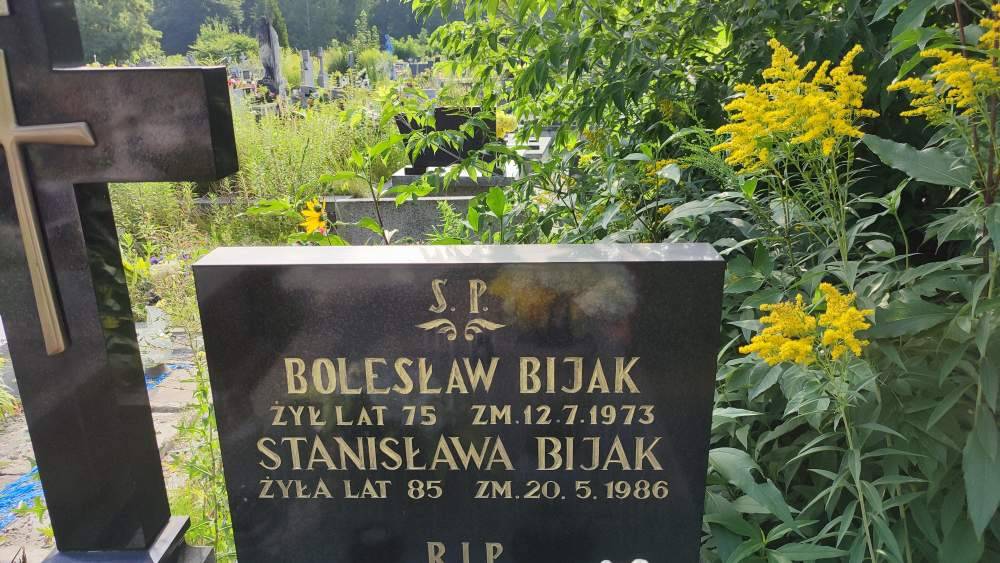 Ś. P.
BOLESŁAW BIJAK
ŻYŁ LAT 75 ZM. 12. 7. 1973
STANISŁAWA BIJAK
ŻYŁA LAT 85 ZM. 20. 5. 1986
R.I.P.